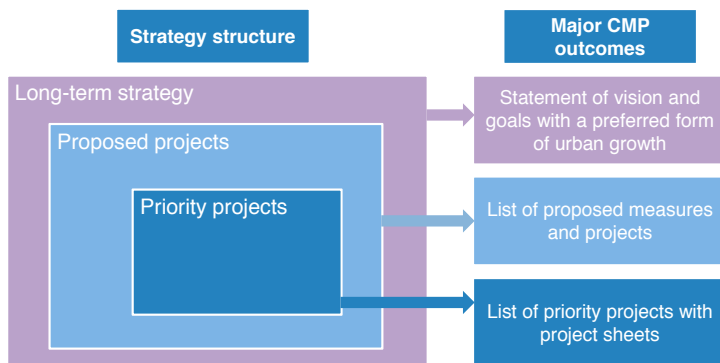 Strategy structure
Major CMP
outcomes
Long-term strategy
Statement of vision and
goals with a preferred form
of urban growth
Proposed projects
Priority projects
List of proposed measures
and projects
List of priority projects with
project sheets